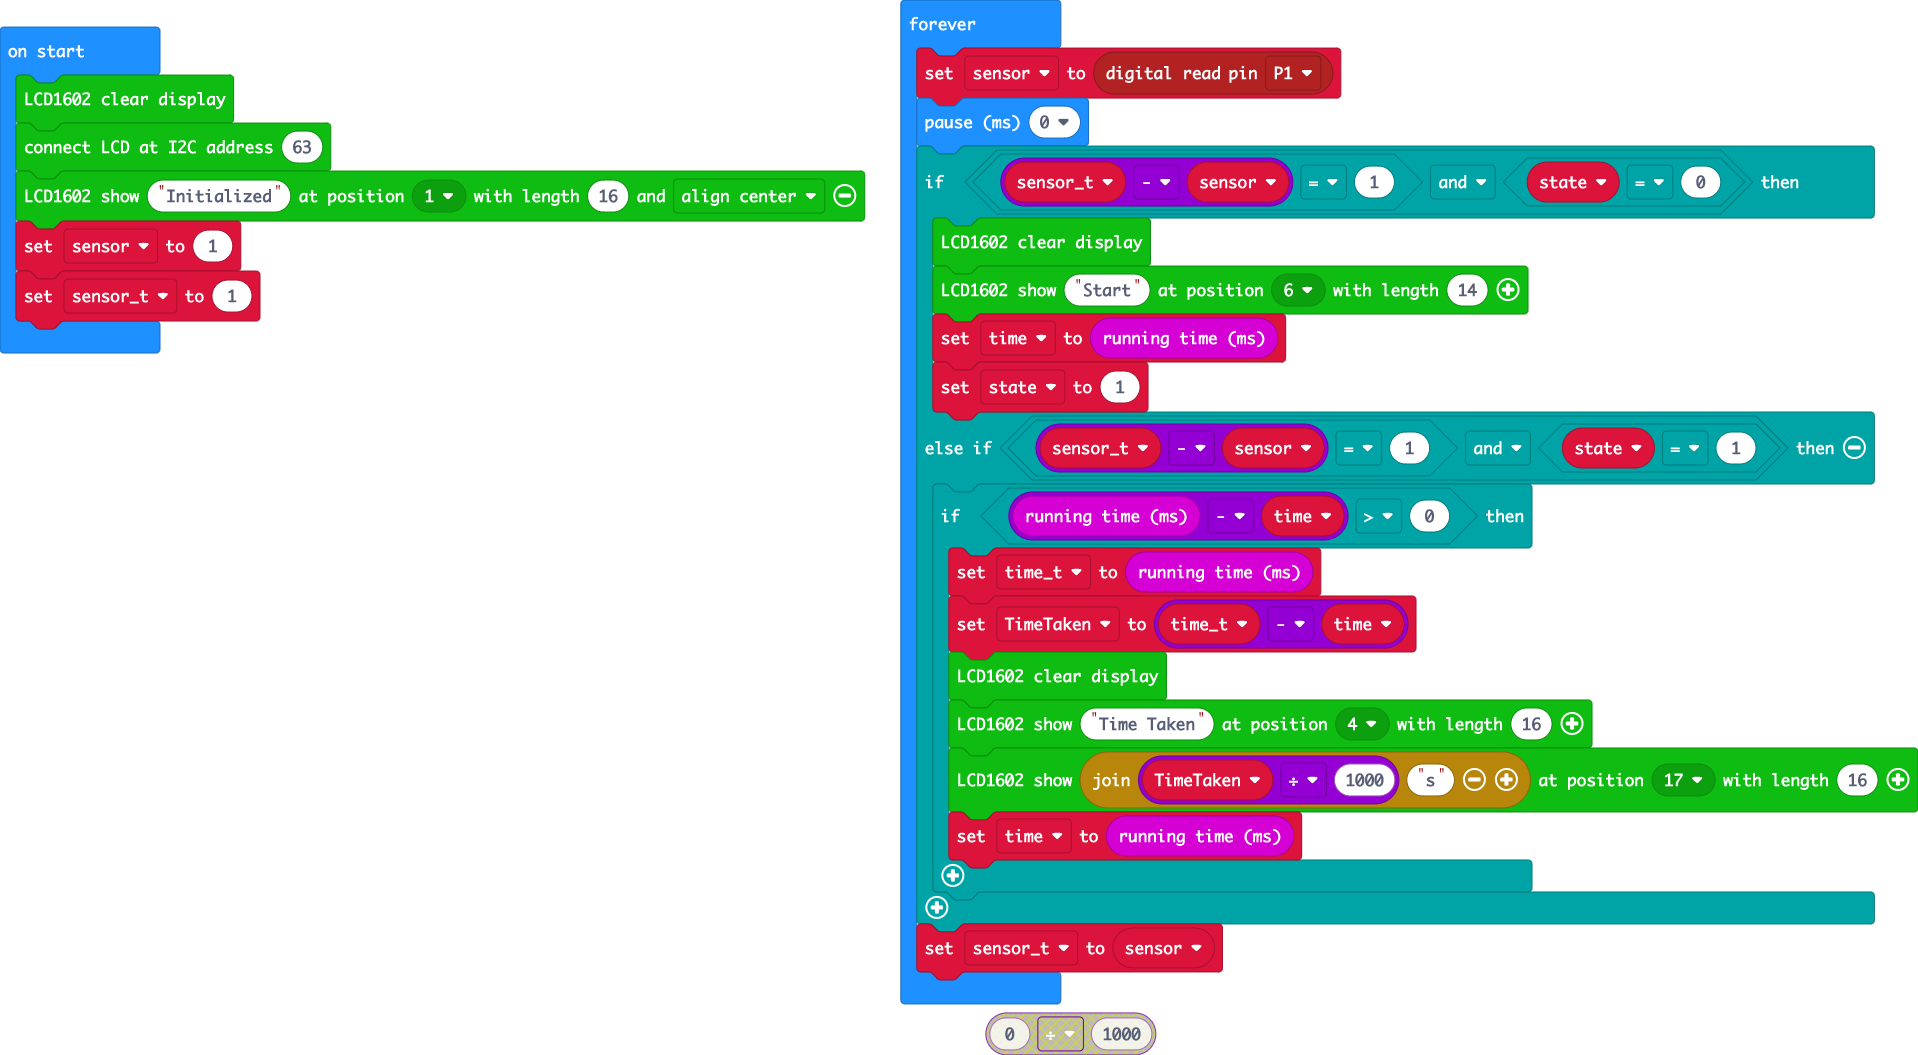 on start
LCD1602 clear display
connect LCD at I2C address 63
LCD1602 show "Initialized" at position 1 with length 16 and align center
set sensor to 1
set sensor_t to 1
forever
set sensor to digital read pin P1
pause (ms) 0
if sensor_t - sensor = 1 and state = 0 then
LCD1602 clear display
LCD1602 show "Start" at position 6 with length 14
set time to running time (ms)
set state to 1
else if sensor_t - sensor = 1 and state = 1 then
if running time (ms) - time > 0 then
set time_t to running time (ms)
set TimeTaken to time_t - time
LCD1602 clear display
LCD1602 show "Time Taken" at position 4 with length 16
LCD1602 show join TimeTaken ÷ 1000 "s" at position 17 with length 16
set time to running time (ms)
set sensor_t to sensor
0 ÷ 1000